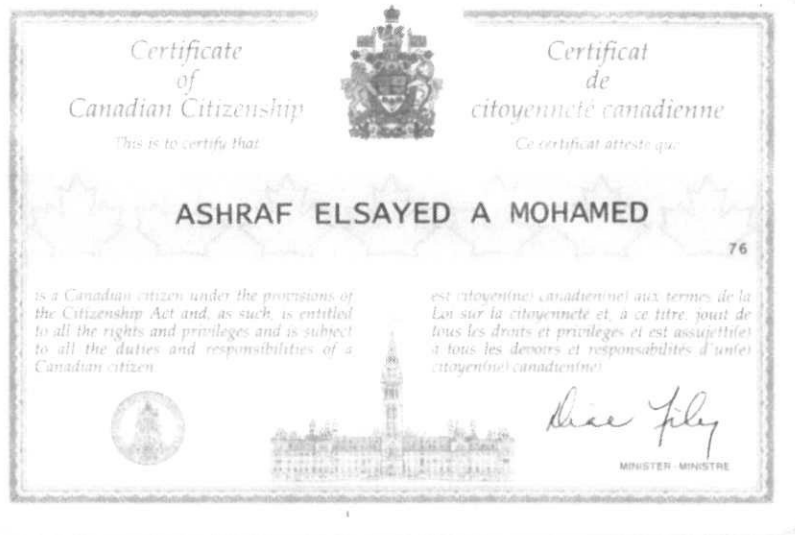 Certificate
of
Canadian Citizenship
This is to certify that
Certificat
de
citoyenneté canadienne
Ce certificat atteste que
ASHRAF ELSAYED A MOHAMED
76
is a Canadian citizen under the provisions of
the Citizenship Act and, as such, is entitled
to all the rights and privileges and is subject
to all the duties and responsibilities of a
Canadian citizen
est citoyen(ne) canadien(ne) aux termes de la
Loi sur la citoyenneté et, à ce titre, jouit de
tous les droits et privilèges et est assujetti(e)
à tous les devoirs et responsabilités d'un(e)
citoyen(ne) canadien(ne)
MINISTER - MINISTRE